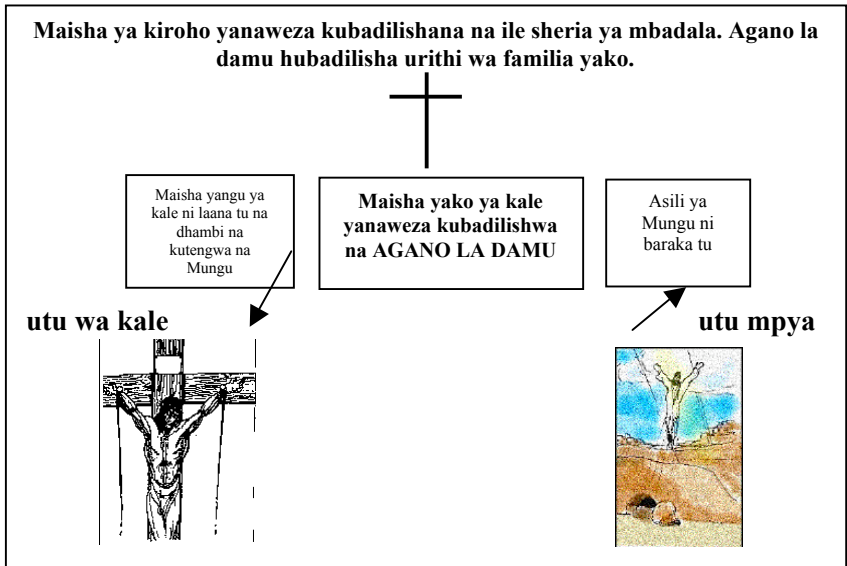 Maisha ya kiroho yanaweza kubadilishana na ile sheria ya mbadala. Agano la
damu hubadilisha urithi wa familia yako.
Maisha yangu ya
kale ni laana tu na
dhambi na
kutengwa na
Mungu
Maisha yako ya kale
yanaweza kubadilishwa
na AGANO LA DAMU
Asili ya
Mungu ni
baraka tu
utu wa kale
utu mpya